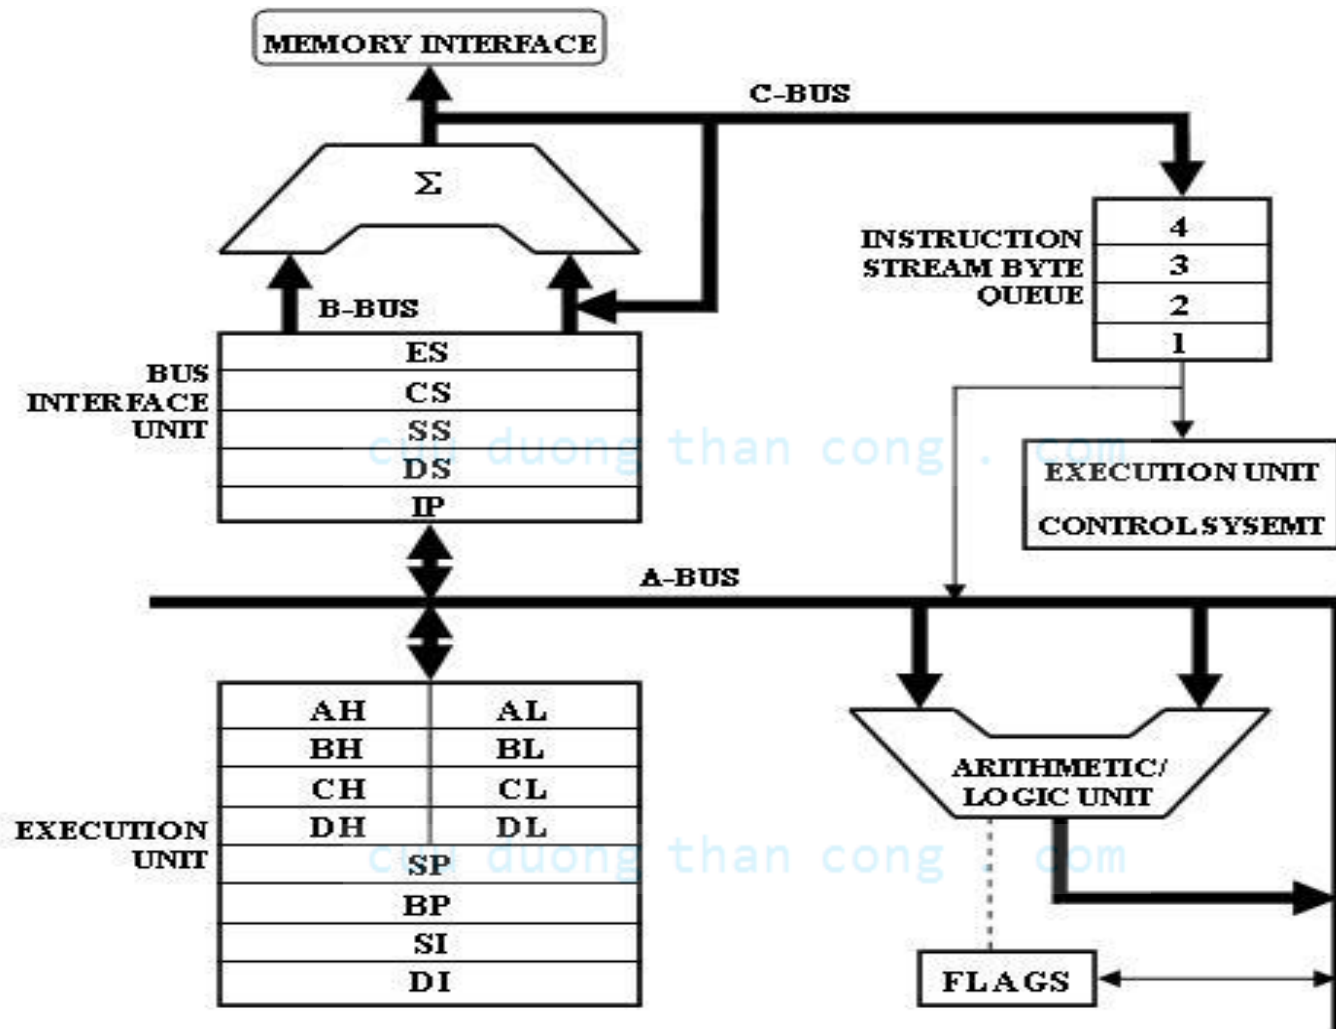 MEMORY INTERFACE
C-BUS
Σ
4
INSTRUCTION
STREAM BYTE
QUEUE
3
2
1
B-BUS
BUS
INTERFACE
UNIT
ES
CS
SS
DS
IP
cuu duong than cong . com
EXECUTION UNIT
CONTROL SYSEMT
A-BUS
AH AL
BH BL
CH CL
DH DL
EXECUTION
UNIT
SP
BP
SI
DI
ARITHMETIC/
LOGIC UNIT
cuu duong than cong . com
FLAGS